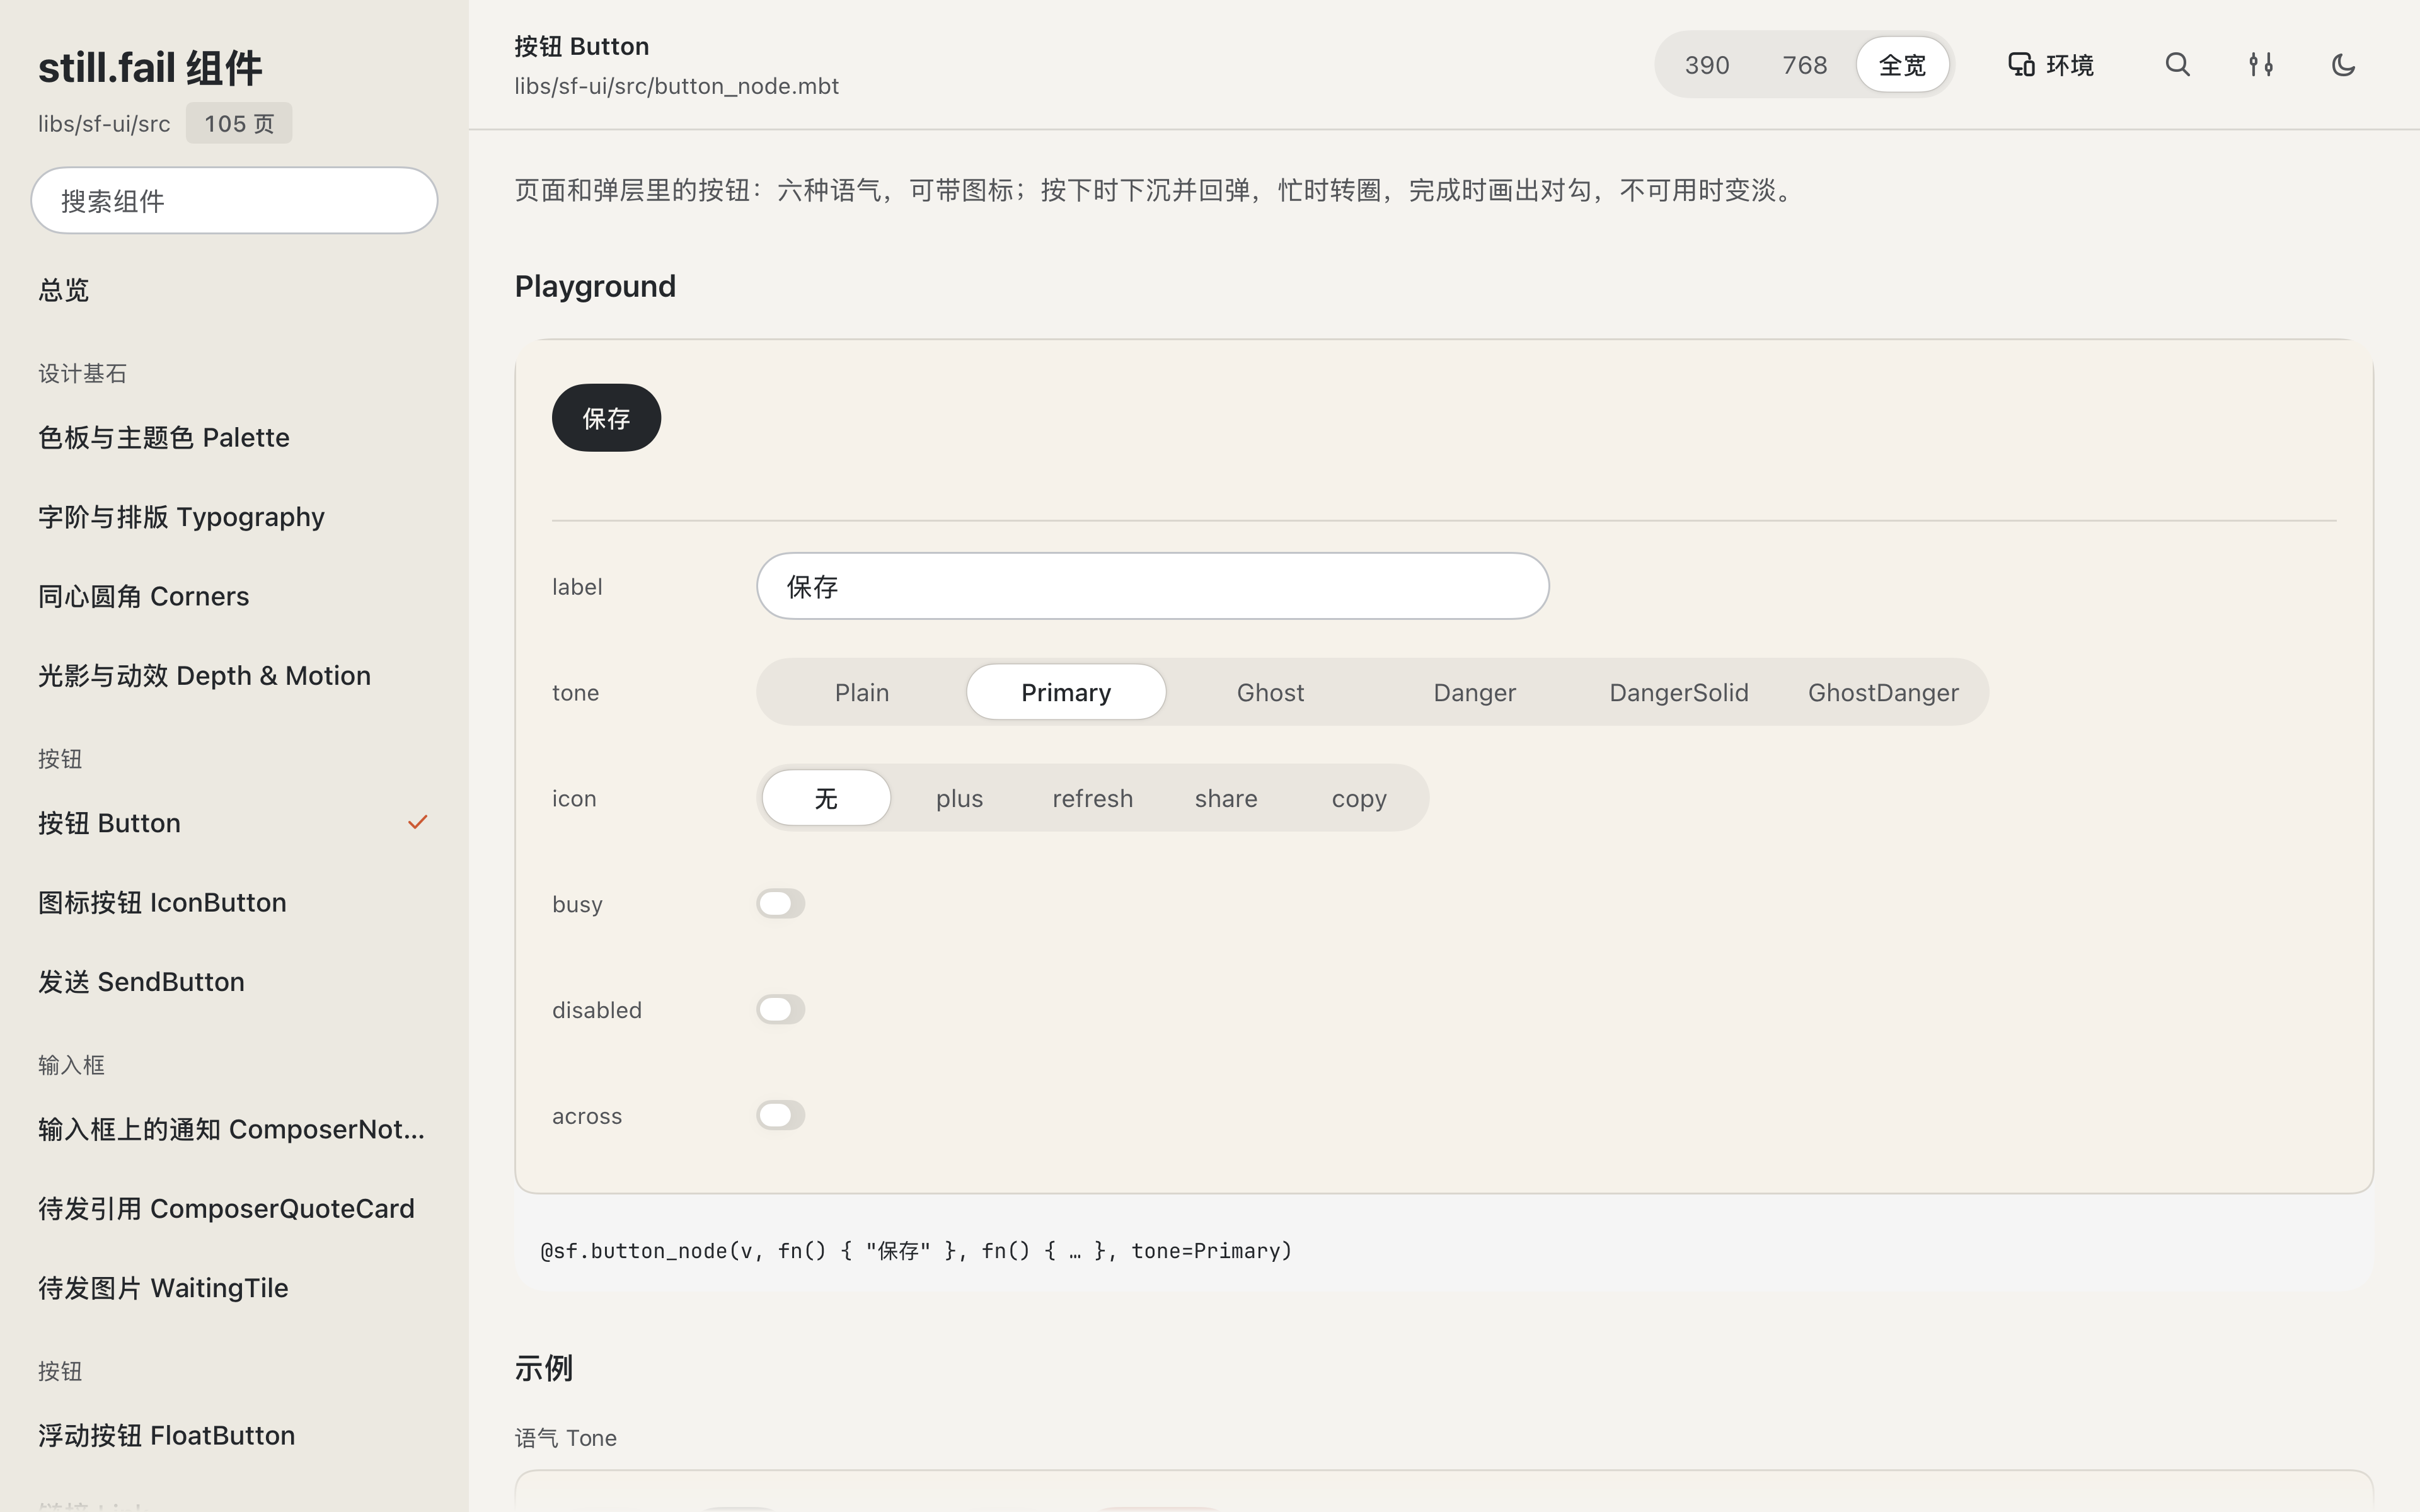 still.fail 组件
libs/sf-ui/src 105 页
搜索组件
总览
设计基石
色板与主题色 Palette
字阶与排版 Typography
同心圆角 Corners
光影与动效 Depth & Motion
按钮
按钮 Button
图标按钮 IconButton
发送 SendButton
输入框
输入框上的通知 ComposerNot...
待发引用 ComposerQuoteCard
待发图片 WaitingTile
按钮
浮动按钮 FloatButton
按钮 Button
libs/sf-ui/src/button_node.mbt
390 768 全宽 环境
页面和弹层里的按钮：六种语气，可带图标；按下时下沉并回弹，忙时转圈，完成时画出对勾，不可用时变淡。
Playground
保存
label 保存
tone Plain Primary Ghost Danger DangerSolid GhostDanger
icon 无 plus refresh share copy
busy
disabled
across
@sf.button_node(v, fn() { "保存" }, fn() { … }, tone=Primary)
示例
语气 Tone